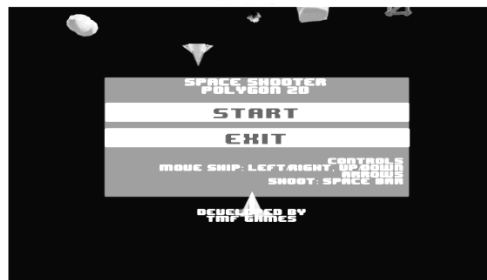 SPACE SHOOTER
POLYGON 2D
START
EXIT
CONTROLS
MOVE SHIP: LEFT/RIGHT, UP/DOWN
ARROWS
SHOOT: SPACE BAR
DEVELOPED BY
TMF GAMES